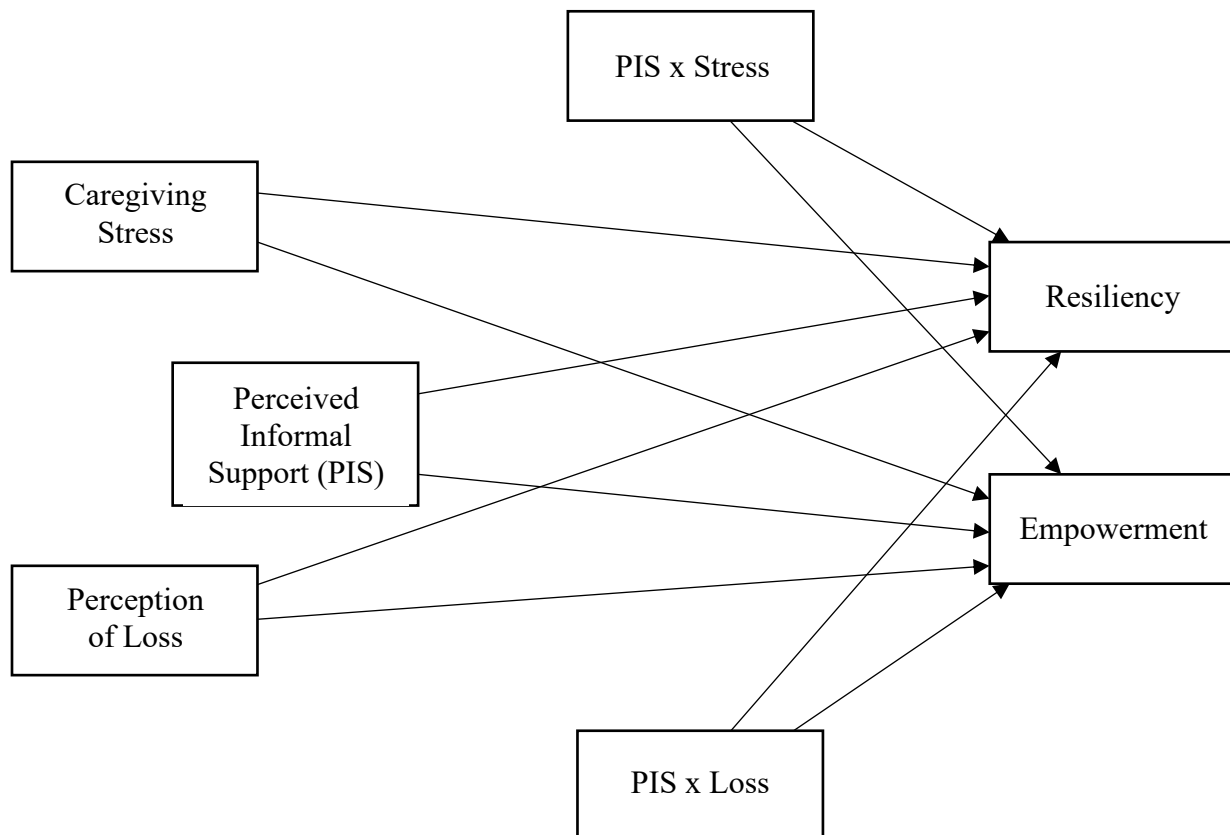 PIS x Stress
Caregiving
Stress
Resiliency
Perceived
Informal
Support (PIS)
Empowerment
Perception
of Loss
PIS x Loss